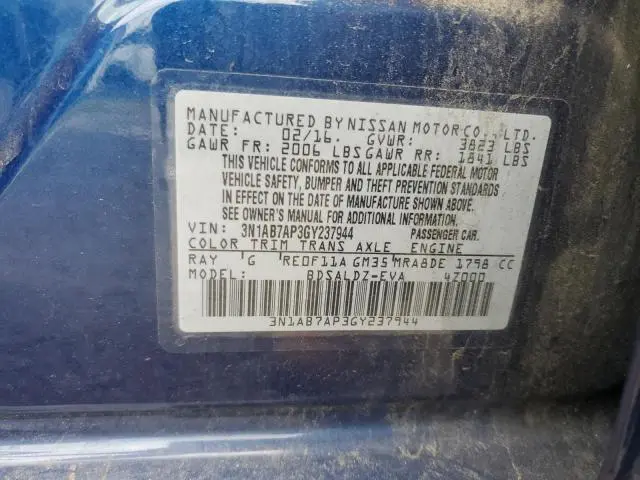 MANUFACTURED BY NISSAN MOTOR CO., LTD.
DATE: 02/16. GVWR: 3823 LBS
GAWR FR: 2006 LBS GAWR RR: 1841 LBS
THIS VEHICLE CONFORMS TO ALL APPLICABLE FEDERAL MOTOR
VEHICLE SAFETY, BUMPER AND THEFT PREVENTION STANDARDS
IN EFFECT ON THE DATE OF MANUFACTURE SHOWN ABOVE.
SEE OWNER'S MANUAL FOR ADDITIONAL INFORMATION.
VIN: 3N1AB7AP3GY237944 PASSENGER CAR.
COLOR TRIM TRANS AXLE ENGINE
RAY G RE0F11A GM35 MRA8DE 1798 CC
MODEL: BDSALDZ-EVA 4Z000
3N1AB7AP3GY237944